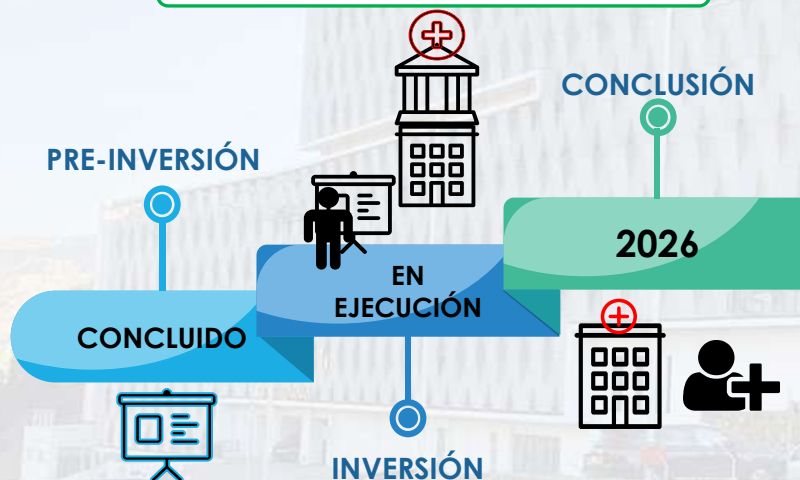 CONCLUSIÓN
PRE-INVERSIÓN
2026
EN
EJECUCIÓN
CONCLUIDO
INVERSIÓN